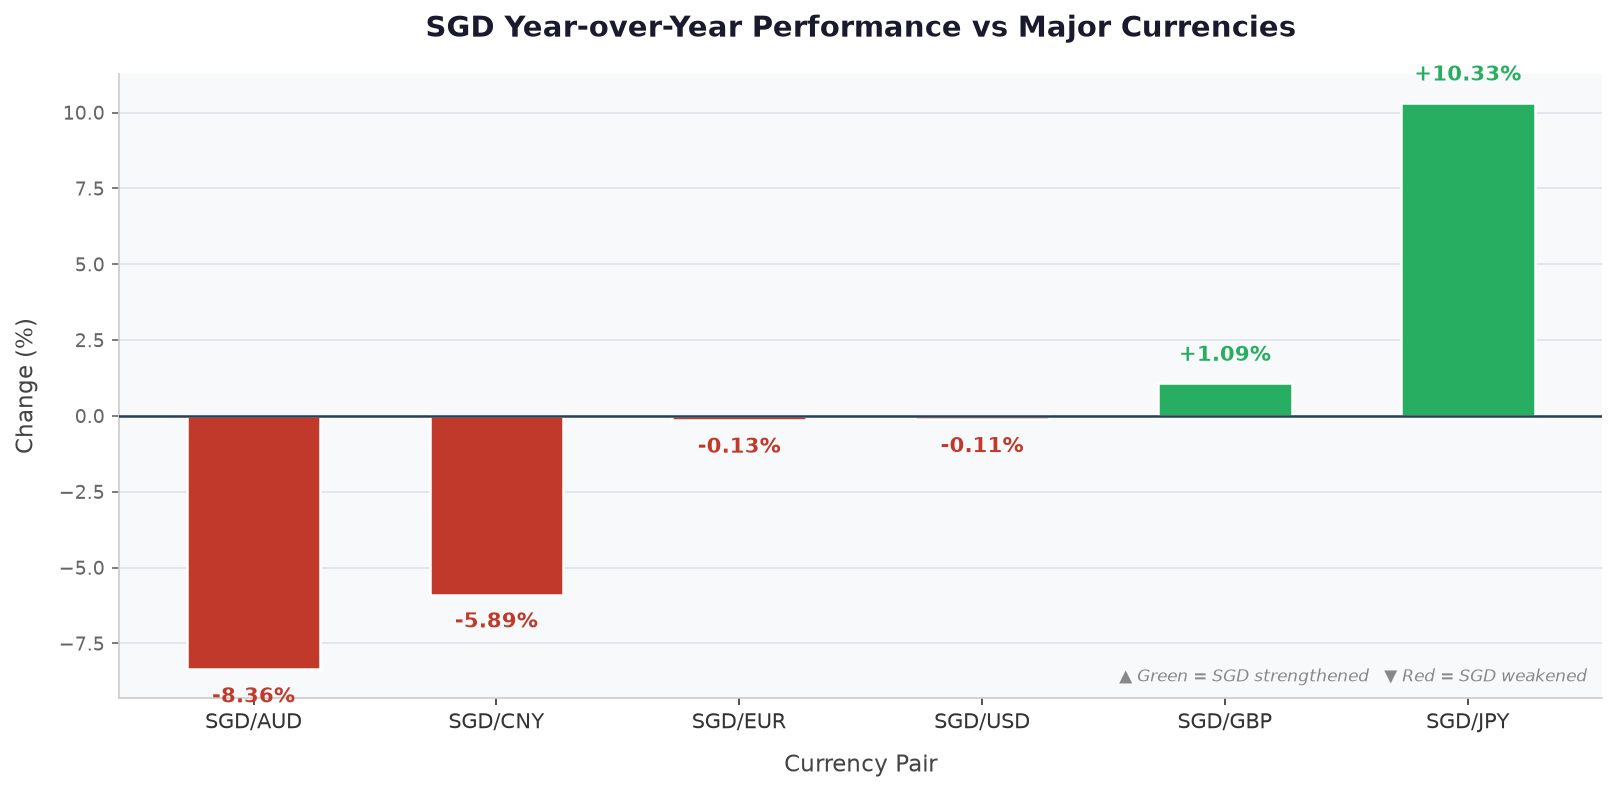 SGD Year-over-Year Performance vs Major Currencies
+10.33%
10.0
7.5
5.0
2.5
+1.09%
0.0
-0.13%
-0.11%
−2.5
−5.0
-5.89%
−7.5
-8.36%
Change (%)
▲ Green = SGD strengthened ▼ Red = SGD weakened
SGD/AUD
SGD/CNY
SGD/EUR
SGD/USD
SGD/GBP
SGD/JPY
Currency Pair